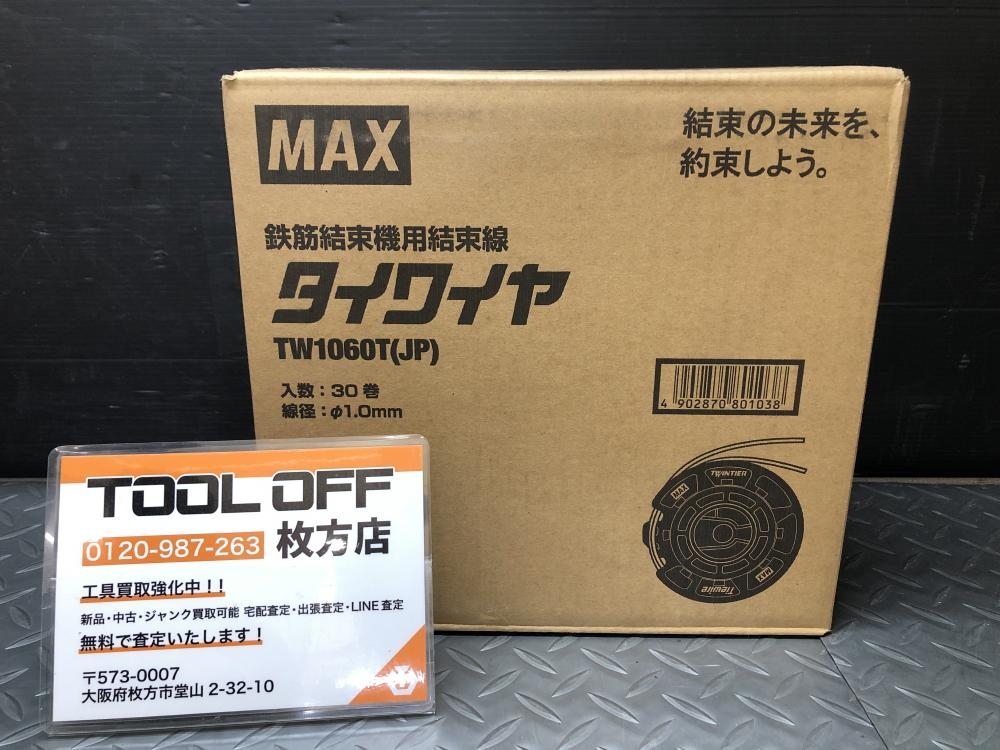 MAX
結束の未来を、
約束しよう。
鉄筋結束機用結束線
タイワイヤ
TW1060T(JP)
入数：30 巻
線径：φ1.0mm
4 902870 801038
TWINTIER
MAX
MAX
Tiewire
TOOL OFF
0120-987-263 枚方店
工具買取強化中！！
新品・中古・ジャンク買取可能 宅配査定・出張査定・LINE査定
無料で査定いたします！
〒573-0007
大阪府枚方市堂山 2-32-10